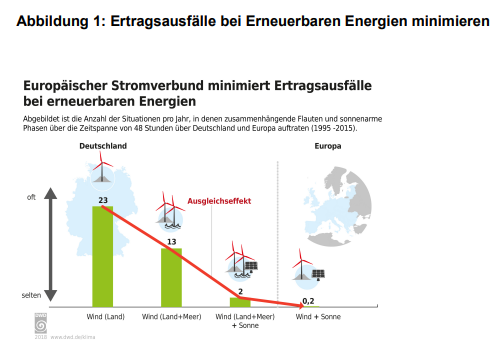 Abbildung 1: Ertragsausfälle bei Erneuerbaren Energien minimieren
Europäischer Stromverbund minimiert Ertragsausfälle
bei erneuerbaren Energien
Abgebildet ist die Anzahl der Situationen pro Jahr, in denen zusammenhängende Flauten und sonnenarme
Phasen über die Zeitspanne von 48 Stunden über Deutschland und Europa auftraten (1995 -2015).
Deutschland
Europa
oft
23
Ausgleichseffekt
13
2
0,2
selten
Wind (Land)
Wind (Land+Meer)
Wind (Land+Meer)
+ Sonne
Wind + Sonne
DWD
2018 www.dwd.de/klima